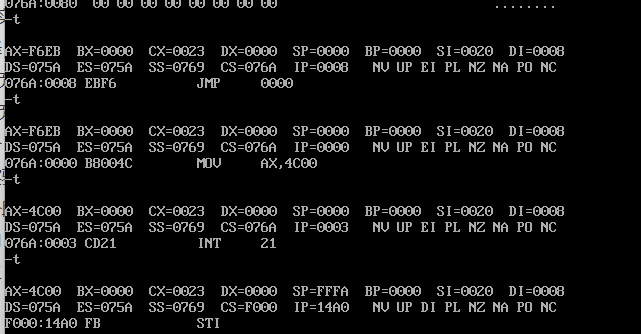 076A:0080  00 00 00 00 00 00 00 00                          ........
-t
AX=F6EB  BX=0000  CX=0023  DX=0000  SP=0000  BP=0000  SI=0020  DI=0008
DS=075A  ES=075A  SS=0769  CS=076A  IP=0008   NV UP EI PL NZ NA PO NC
076A:0008 EBF6          JMP     0000
-t
AX=F6EB  BX=0000  CX=0023  DX=0000  SP=0000  BP=0000  SI=0020  DI=0008
DS=075A  ES=075A  SS=0769  CS=076A  IP=0000   NV UP EI PL NZ NA PO NC
076A:0000 B8004C        MOV     AX,4C00
-t
AX=4C00  BX=0000  CX=0023  DX=0000  SP=0000  BP=0000  SI=0020  DI=0008
DS=075A  ES=075A  SS=0769  CS=076A  IP=0003   NV UP EI PL NZ NA PO NC
076A:0003 CD21          INT     21
-t
AX=4C00  BX=0000  CX=0023  DX=0000  SP=FFFA  BP=0000  SI=0020  DI=0008
DS=075A  ES=075A  SS=0769  CS=F000  IP=14A0   NV UP DI PL NZ NA PO NC
F000:14A0 FB            STI